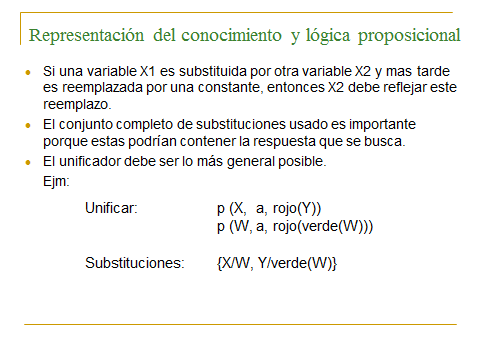 Representación del conocimiento y lógica proposicional
Si una variable X1 es substituida por otra variable X2 y mas tarde
es reemplazada por una constante, entonces X2 debe reflejar este
reemplazo.
El conjunto completo de substituciones usado es importante
porque estas podrían contener la respuesta que se busca.
El unificador debe ser lo más general posible.
Ejm:
Unificar: p (X, a, rojo(Y))
p (W, a, rojo(verde(W)))
Substituciones: {X/W, Y/verde(W)}